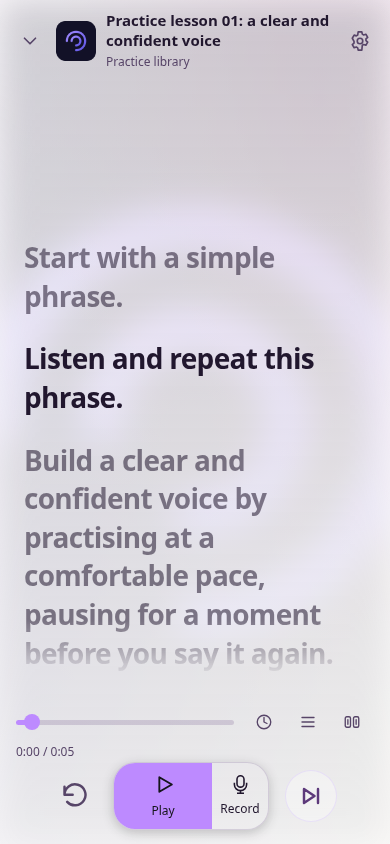 Practice lesson 01: a clear and
confident voice
Practice library
Start with a simple
phrase.
Listen and repeat this
phrase.
Build a clear and
confident voice by
practising at a
comfortable pace,
pausing for a moment
before you say it again.
0:00 / 0:05
Play
Record